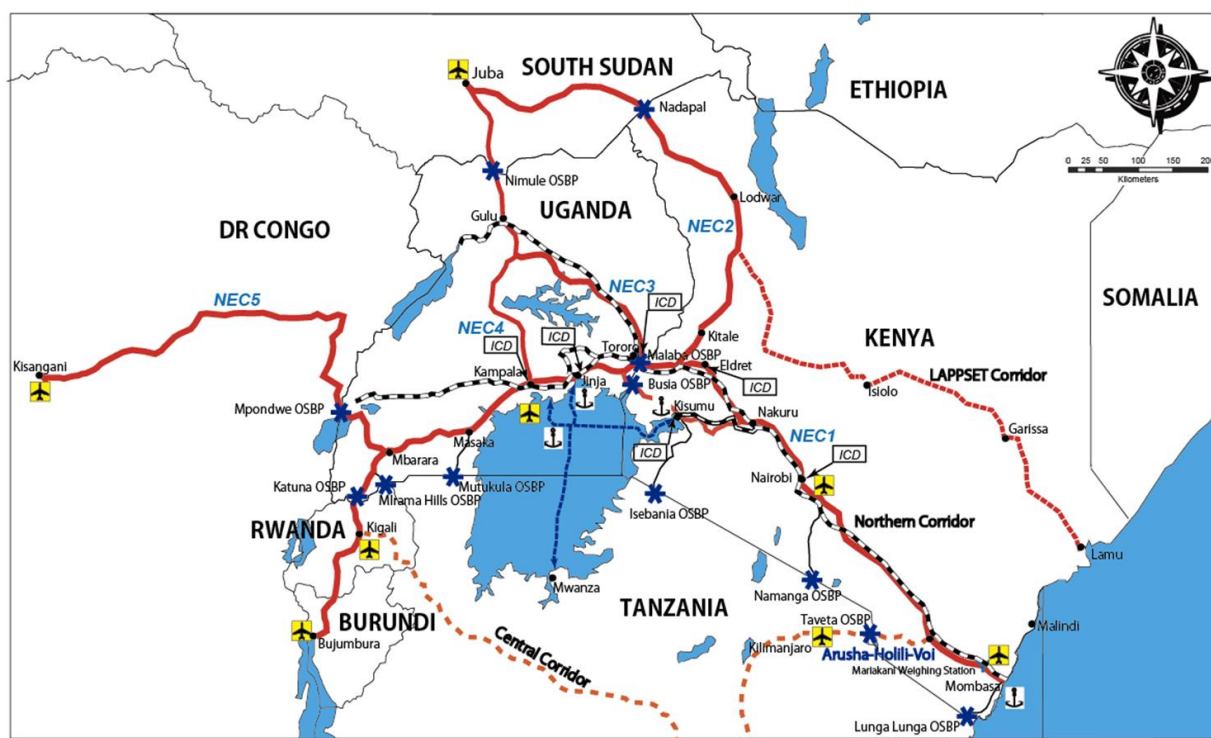 SOUTH SUDAN
Juba
ETHIOPIA
Nadapal
0 25 50 100 150 200
Kilometers
Nimule OSBP
Lodwar
UGANDA
Gulu
DR CONGO
NEC2
NEC5
NEC3
SOMALIA
ICD
NEC4
ICD
KENYA
ICD
Kitale
Tororo
Malaba OSBP
Kisangani
Eldret
LAPPSET Corridor
Kampala
Jinja
Busia OSBP
ICD
Isiolo
Mpondwe OSBP
Kisumu
Nakuru
NEC1
Garissa
Masaka
ICD
ICD
Mbarara
Nairobi
Katuna OSBP
Mirama Hills OSBP
Mutukula OSBP
Isebania OSBP
RWANDA
Northern Corridor
Kigali
Lamu
Mwanza
Namanga OSBP
TANZANIA
Taveta OSBP
Malindi
BURUNDI
Bujumbura
Kilimanjaro
Arusha-Holili-Voi
Central Corridor
Mariakani Weighing Station
Mombasa
Lunga Lunga OSBP